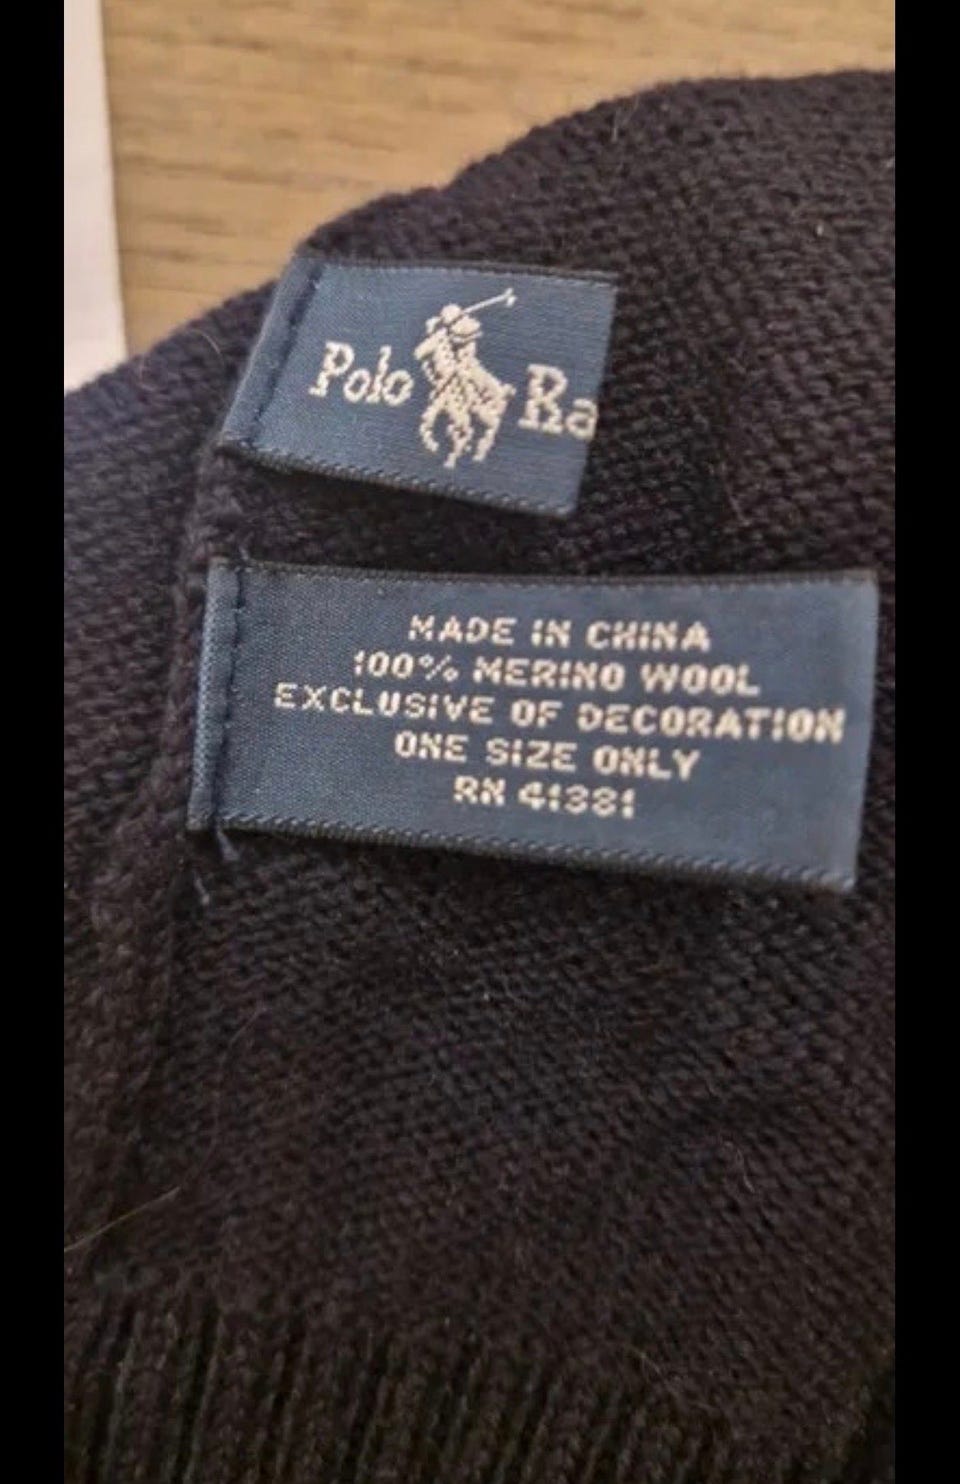 Polo Ra
MADE IN CHINA
100% MERINO WOOL
EXCLUSIVE OF DECORATION
ONE SIZE ONLY
RN 41381